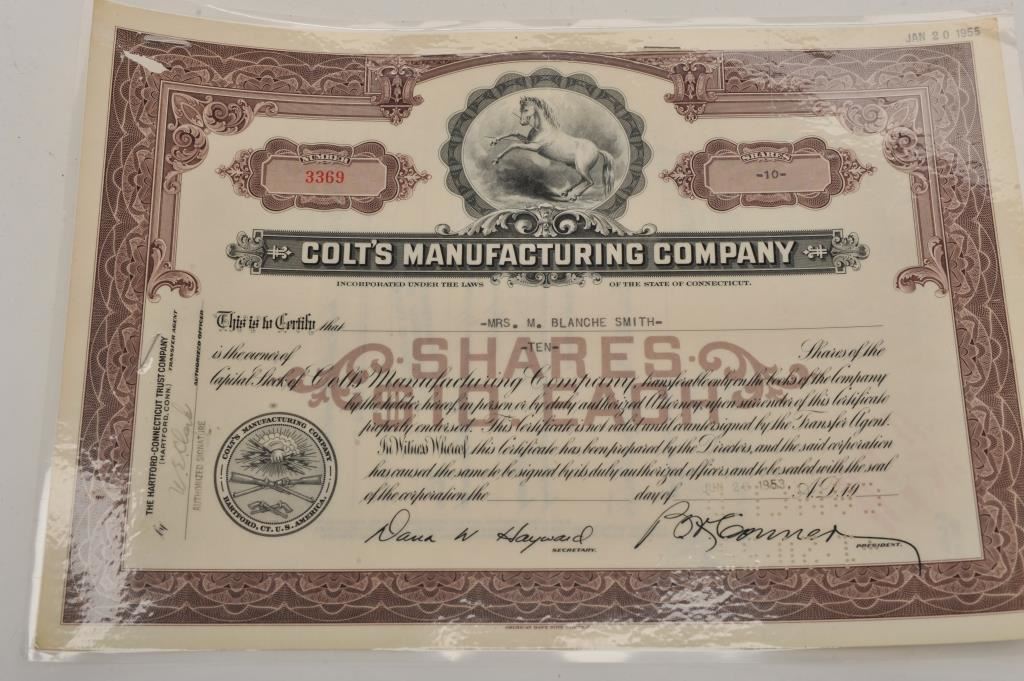 JAN 20 1955
NUMBER
3369
SHARES
-10-
COLT'S MANUFACTURING COMPANY
INCORPORATED UNDER THE LAWS OF THE STATE OF CONNECTICUT.
This is to Certify that -MRS. M. BLANCHE SMITH-
is the owner of -TEN- Shares of the
SHARES
Capital Stock of Colt's Manufacturing Company, transferable only on the books of the Company
by the holder hereof, in person or by duly authorized Attorney, upon surrender of this Certificate
properly endorsed. This Certificate is not valid until countersigned by the Transfer Agent.
In Witness Whereof this Certificate has been prepared by the Directors, and the said corporation
has caused the same to be signed by its duly authorized officers and to be sealed with the seal
of the corporation the day of JUN 26 1953 A.D. 19
Dana W Hayward
SECRETARY.
PRESIDENT.
COLT'S MANUFACTURING COMPANY
HARTFORD, CT. U.S. AMERICA.
THE HARTFORD-CONNECTICUT TRUST COMPANY
(HARTFORD, CONN.)
TRANSFER AGENT
By
AUTHORIZED SIGNATURE
AUTHORIZED OFFICER